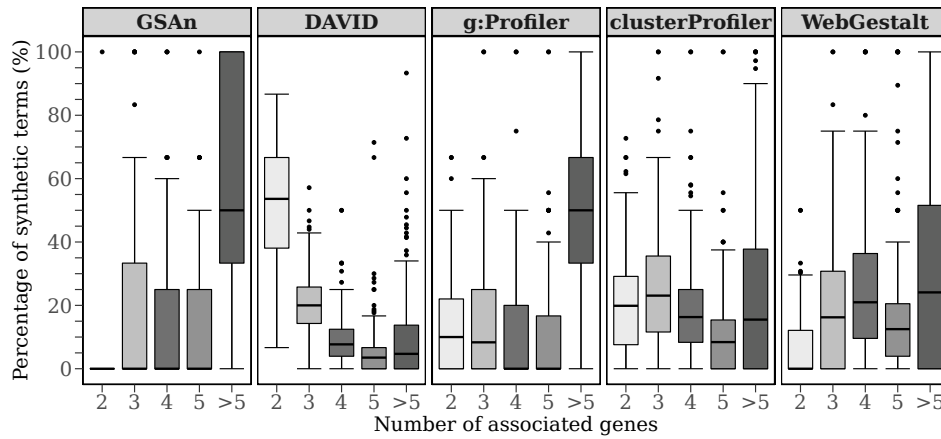 GSAn DAVID g:Profiler clusterProfiler WebGestalt
Percentage of synthetic terms (%)
100
80
60
40
20
0
2 3 4 5 >5 2 3 4 5 >5 2 3 4 5 >5 2 3 4 5 >5 2 3 4 5 >5
Number of associated genes